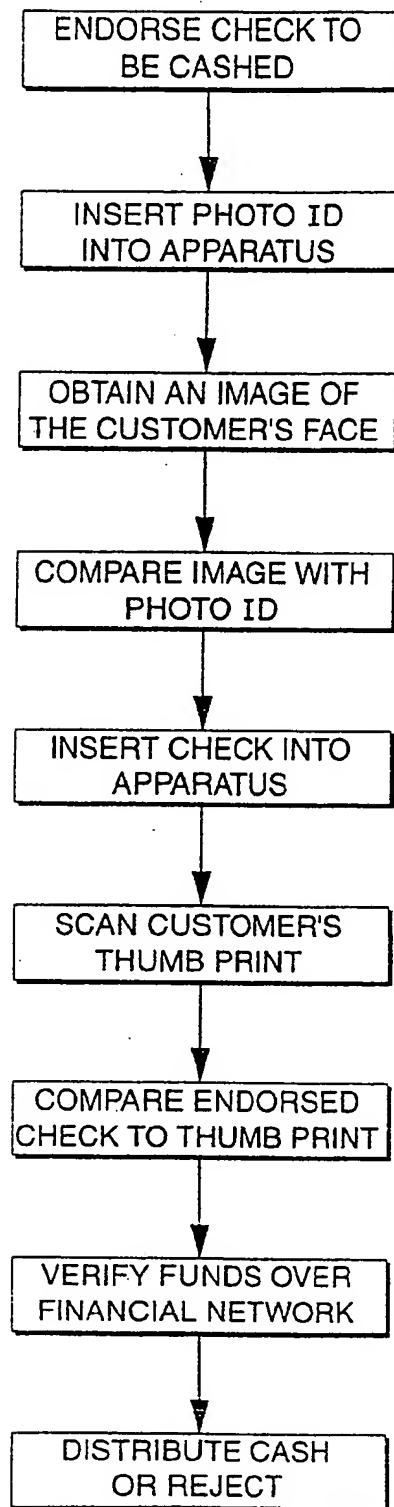 ENDORSE CHECK TO
BE CASHED
INSERT PHOTO ID
INTO APPARATUS
OBTAIN AN IMAGE OF
THE CUSTOMER'S FACE
COMPARE IMAGE WITH
PHOTO ID
INSERT CHECK INTO
APPARATUS
SCAN CUSTOMER'S
THUMB PRINT
COMPARE ENDORSED
CHECK TO THUMB PRINT
VERIFY FUNDS OVER
FINANCIAL NETWORK
DISTRIBUTE CASH
OR REJECT